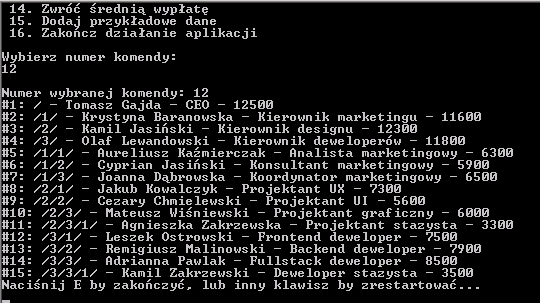 14. Zwróć średnią wypłatę
15. Dodaj przykładowe dane
16. Zakończ działanie aplikacji
Wybierz numer komendy:
12
Numer wybranej komendy: 12
#1: / - Tomasz Gajda - CEO - 12500
#2: /1/ - Krystyna Baranowska - Kierownik marketingu - 11600
#3: /2/ - Kamil Jasiński - Kierownik designu - 12300
#4: /3/ - Olaf Lewandowski - Kierownik deweloperów - 11800
#5: /1/1/ - Aureliusz Kaźmierczak - Analista marketingowy - 6300
#6: /1/2/ - Cyprian Jasiński - Konsultant marketingowy - 5900
#7: /1/3/ - Joanna Dąbrowska - Koordynator marketingowy - 6500
#8: /2/1/ - Jakub Kowalczyk - Projektant UX - 7300
#9: /2/2/ - Cezary Chmielewski - Projektant UI - 5600
#10: /2/3/ - Mateusz Wiśniewski - Projektant graficzny - 6000
#11: /2/3/1/ - Agnieszka Zakrzewska - Projektant stazysta - 3300
#12: /3/1/ - Leszek Ostrowski - Frontend deweloper - 7500
#13: /3/2/ - Remigiusz Malinowski - Backend deweloper - 7900
#14: /3/3/ - Adrianna Pawlak - Fullstack deweloper - 8500
#15: /3/3/1/ - Kamil Zakrzewski - Deweloper stazysta - 3500
Naciśnij E by zakończyć, lub inny klawisz by zrestartować...